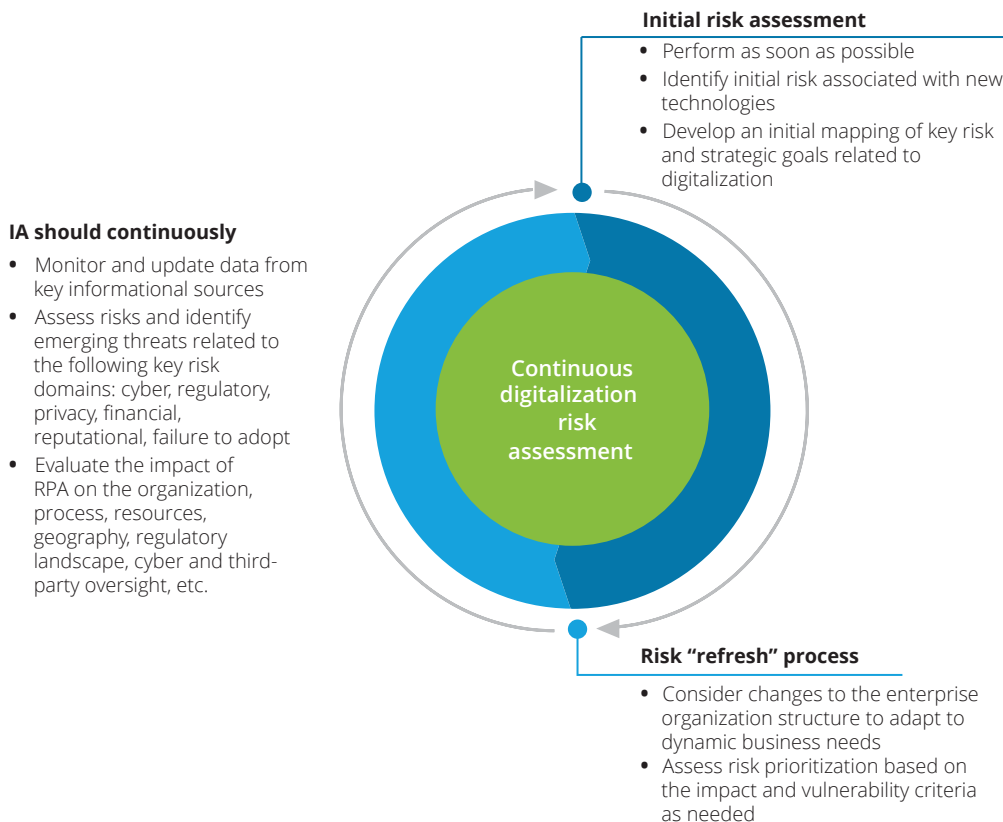 Initial risk assessment
• Perform as soon as possible
• Identify initial risk associated with new
technologies
• Develop an initial mapping of key risk
and strategic goals related to
digitalization
IA should continuously
• Monitor and update data from
key informational sources
• Assess risks and identify
emerging threats related to
the following key risk
domains: cyber, regulatory,
privacy, financial,
reputational, failure to adopt
• Evaluate the impact of
RPA on the organization,
process, resources,
geography, regulatory
landscape, cyber and third-
party oversight, etc.
Continuous
digitalization
risk
assessment
Risk “refresh” process
• Consider changes to the enterprise
organization structure to adapt to
dynamic business needs
• Assess risk prioritization based on
the impact and vulnerability criteria
as needed